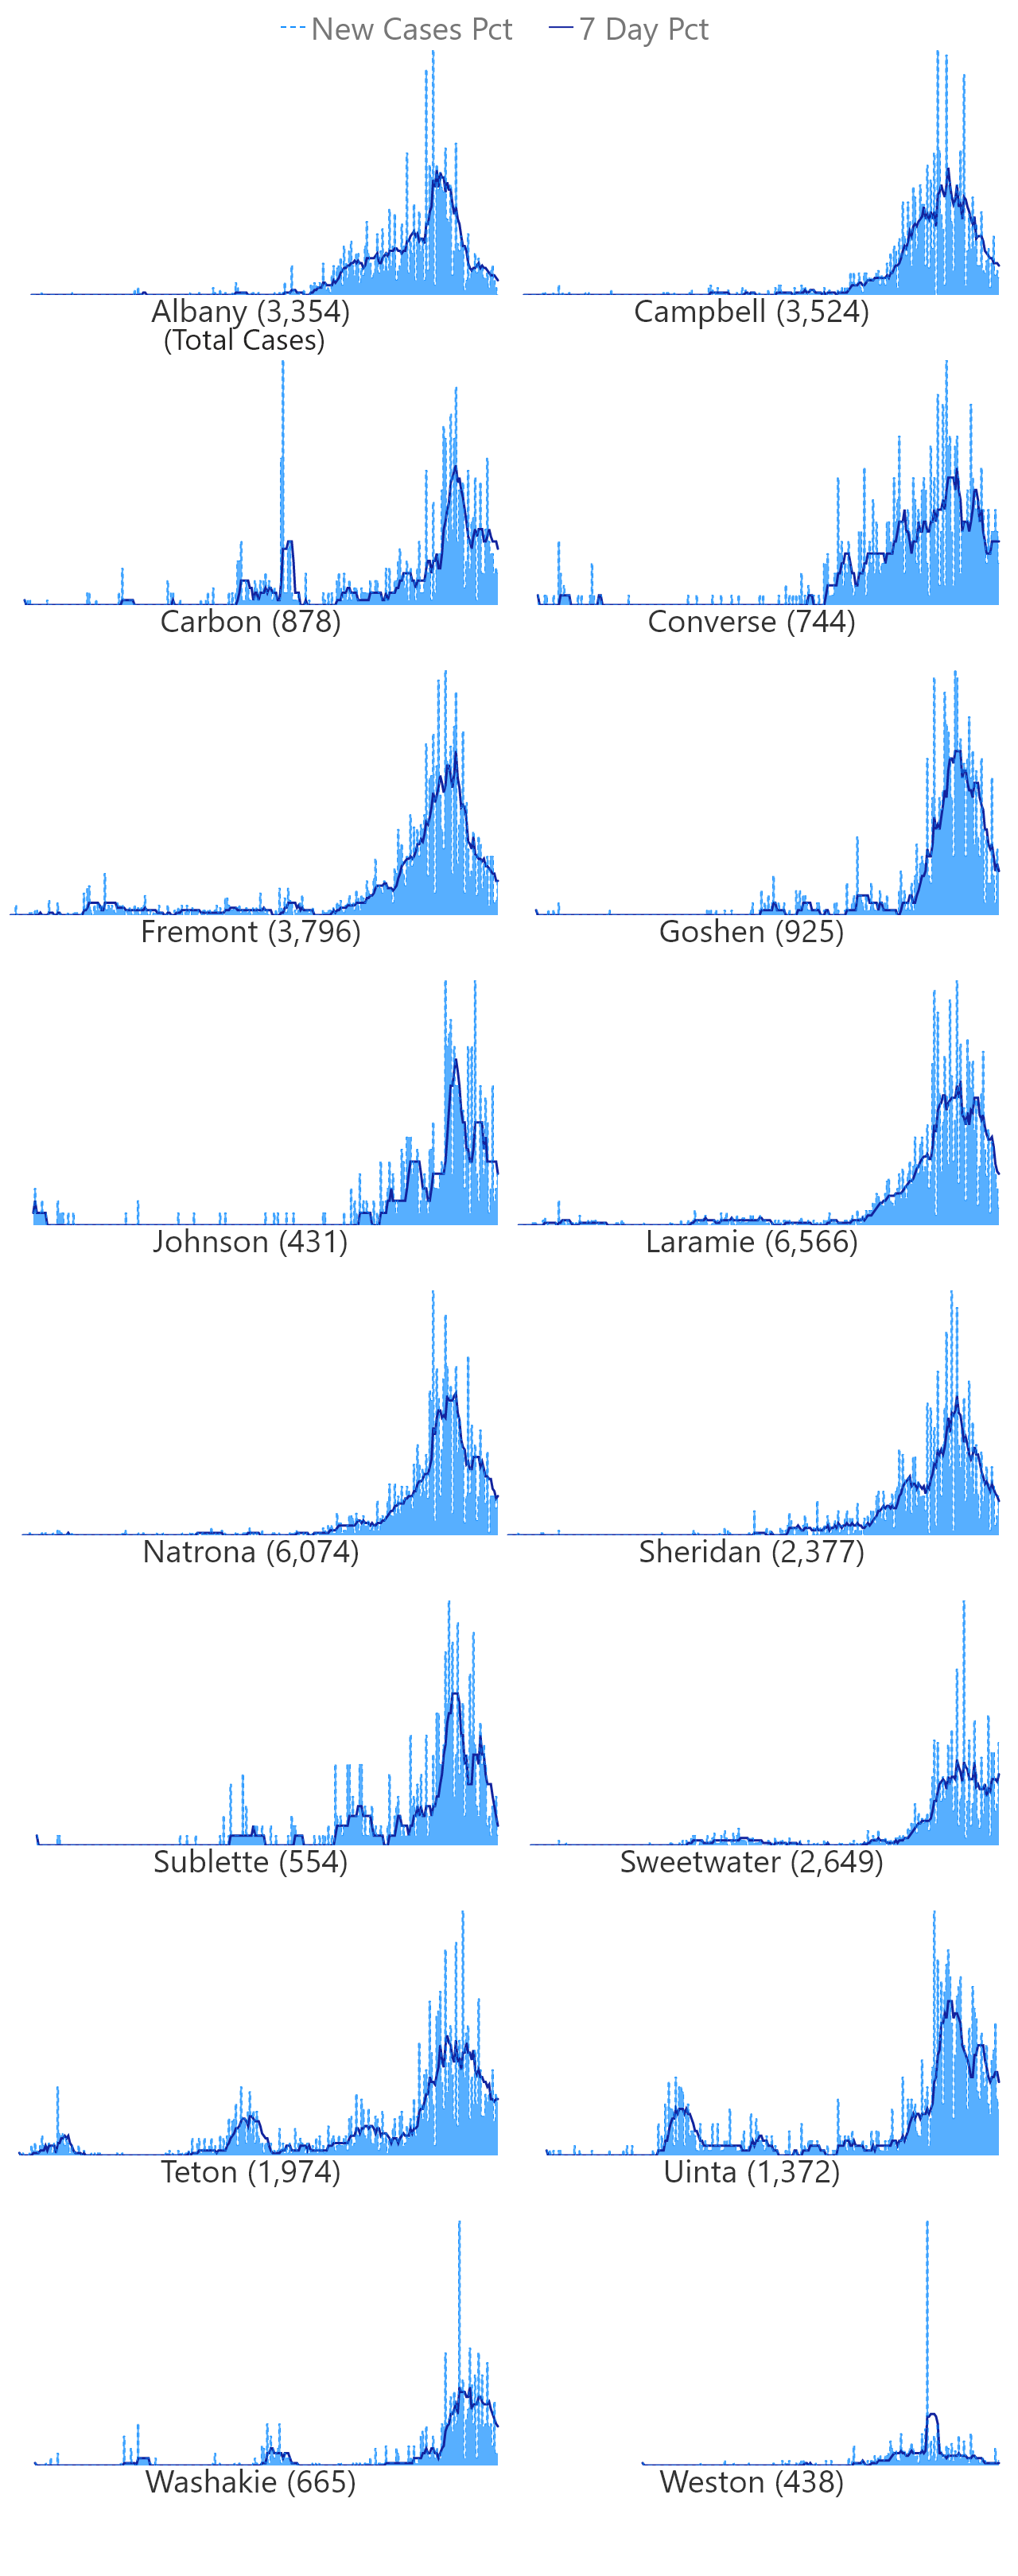 New Cases Pct 7 Day Pct
Albany (3,354) Campbell (3,524)
(Total Cases)
Carbon (878) Converse (744)
Fremont (3,796) Goshen (925)
Johnson (431) Laramie (6,566)
Natrona (6,074) Sheridan (2,377)
Sublette (554) Sweetwater (2,649)
Teton (1,974) Uinta (1,372)
Washakie (665) Weston (438)